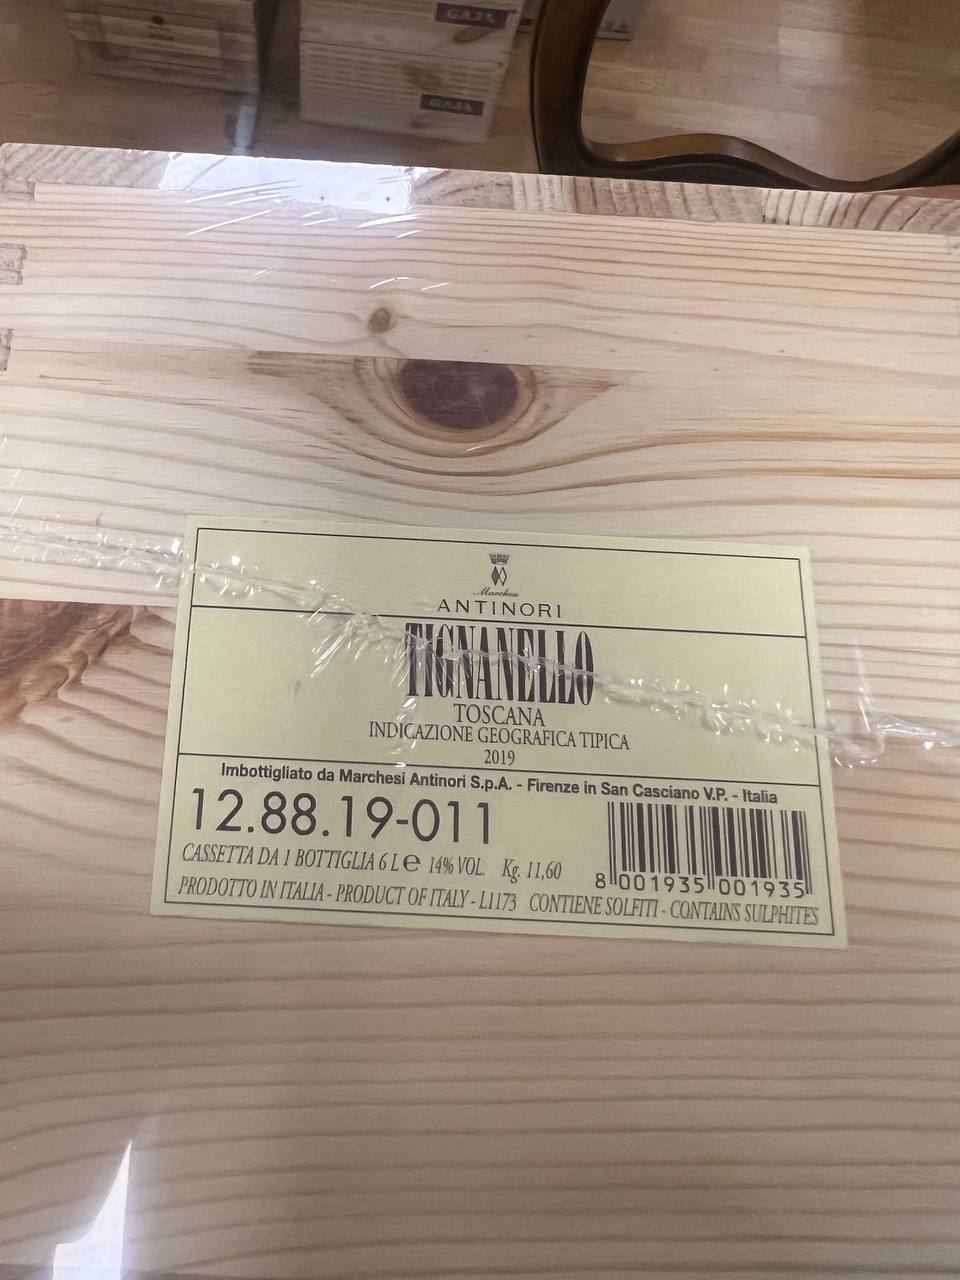 GAJA
GAJA
Marchesi
ANTINORI
TIGNANELLO
TOSCANA
INDICAZIONE GEOGRAFICA TIPICA
2019
Imbottigliato da Marchesi Antinori S.p.A. - Firenze in San Casciano V.P. - Italia
12.88.19-011
CASSETTA DA 1 BOTTIGLIA 6 L e 14% VOL. Kg. 11,60
8 001935 001935
PRODOTTO IN ITALIA - PRODUCT OF ITALY - L1173 CONTIENE SOLFITI - CONTAINS SULPHITES